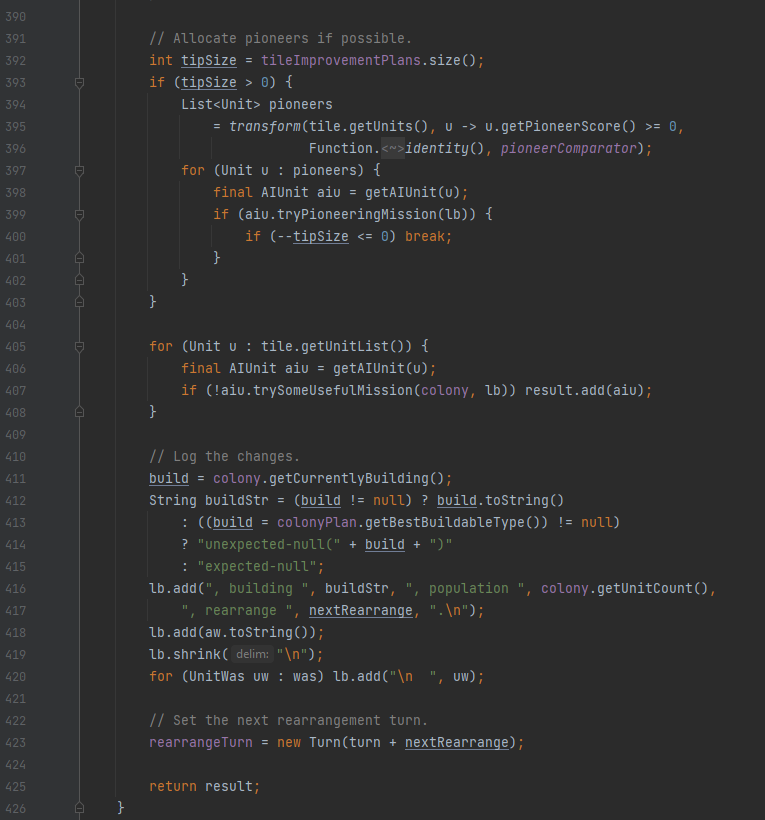 390
391 // Allocate pioneers if possible.
392 int tipSize = tileImprovementPlans.size();
393 if (tipSize > 0) {
394 List<Unit> pioneers
395 = transform(tile.getUnits(), u -> u.getPioneerScore() >= 0,
396 Function.<~>identity(), pioneerComparator);
397 for (Unit u : pioneers) {
398 final AIUnit aiu = getAIUnit(u);
399 if (aiu.tryPioneeringMission(lb)) {
400 if (--tipSize <= 0) break;
401 }
402 }
403 }
404
405 for (Unit u : tile.getUnitList()) {
406 final AIUnit aiu = getAIUnit(u);
407 if (!aiu.trySomeUsefulMission(colony, lb)) result.add(aiu);
408 }
409
410 // Log the changes.
411 build = colony.getCurrentlyBuilding();
412 String buildStr = (build != null) ? build.toString()
413 : ((build = colonyPlan.getBestBuildableType()) != null)
414 ? "unexpected-null(" + build + ")"
415 : "expected-null";
416 lb.add(", building ", buildStr, ", population ", colony.getUnitCount(),
417 ", rearrange ", nextRearrange, ".\n");
418 lb.add(aw.toString());
419 lb.shrink( delim: "\n");
420 for (UnitWas uw : was) lb.add("\n  ", uw);
421
422 // Set the next rearrangement turn.
423 rearrangeTurn = new Turn(turn + nextRearrange);
424
425 return result;
426 }